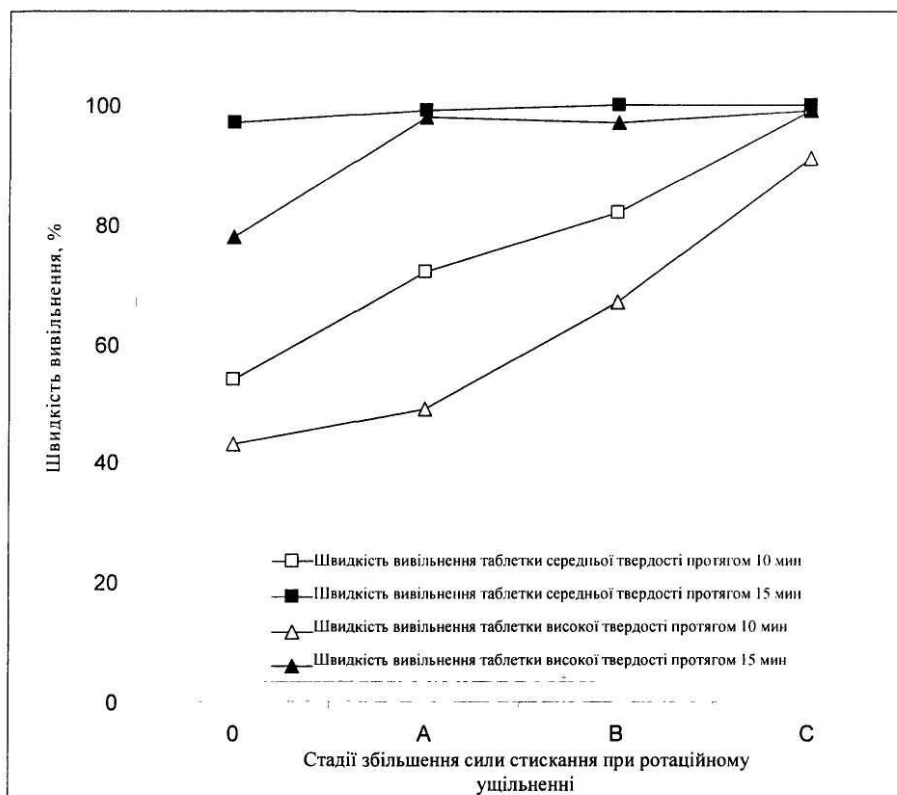 Швидкість вивільнення, %
100
80
60
40
20
0
Швидкість вивільнення таблетки середньої твердості протягом 10 мин
Швидкість вивільнення таблетки середньої твердості протягом 15 мин
Швидкість вивільнення таблетки високої твердості протягом 10 мин
Швидкість вивільнення таблетки високої твердості протягом 15 мин
0 A B C
Стадії збільшення сили стискання при ротаційному
ущільненні